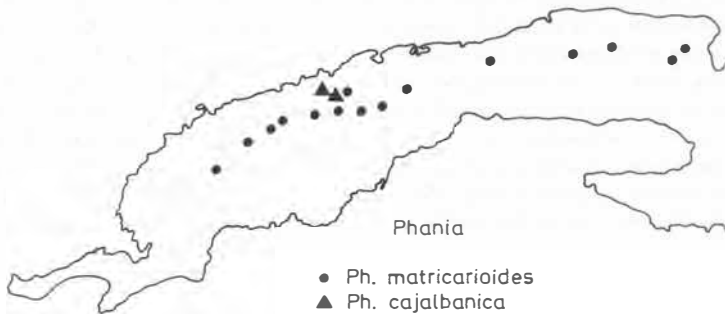 Phania
● Ph. matricarioides
▲ Ph. cajalbanica